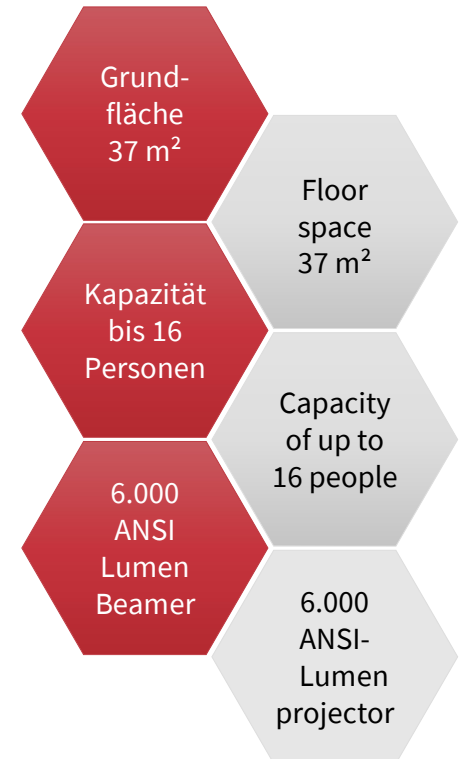 Grund-
fläche
37 m²
Floor
space
37 m²
Kapazität
bis 16
Personen
Capacity
of up to
16 people
6.000
ANSI
Lumen
Beamer
6.000
ANSI-
Lumen
projector